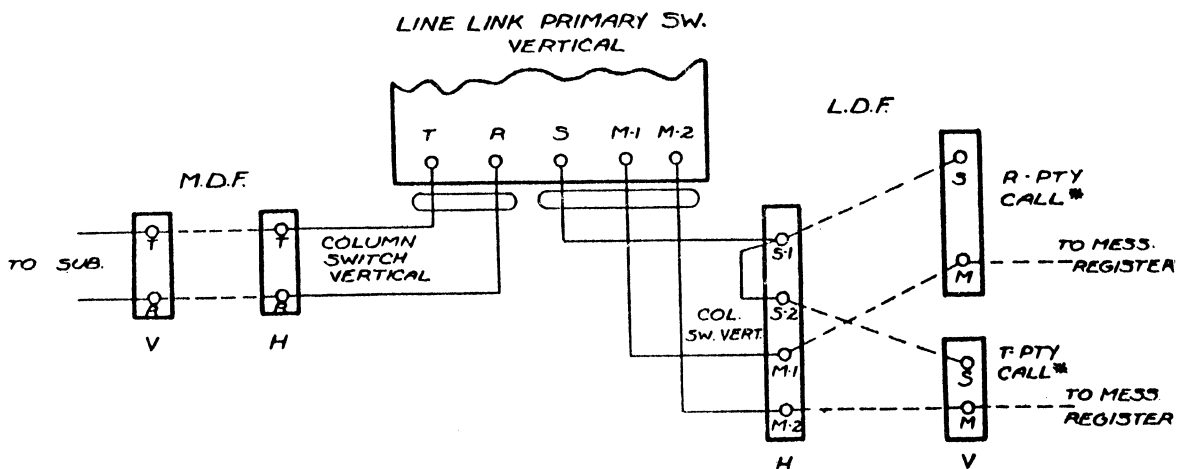 LINE LINK PRIMARY SW.
VERTICAL
T R S M-1 M-2
M.D.F.
L.D.F.
T T
R R
TO SUB.
V H
COLUMN
SWITCH
VERTICAL
COL.
SW. VERT.
S-1
S-2
M-1
M-2
H
S
M
R-PTY
CALL #
TO MESS.
REGISTER
S
M
T-PTY
CALL #
TO MESS.
REGISTER
V